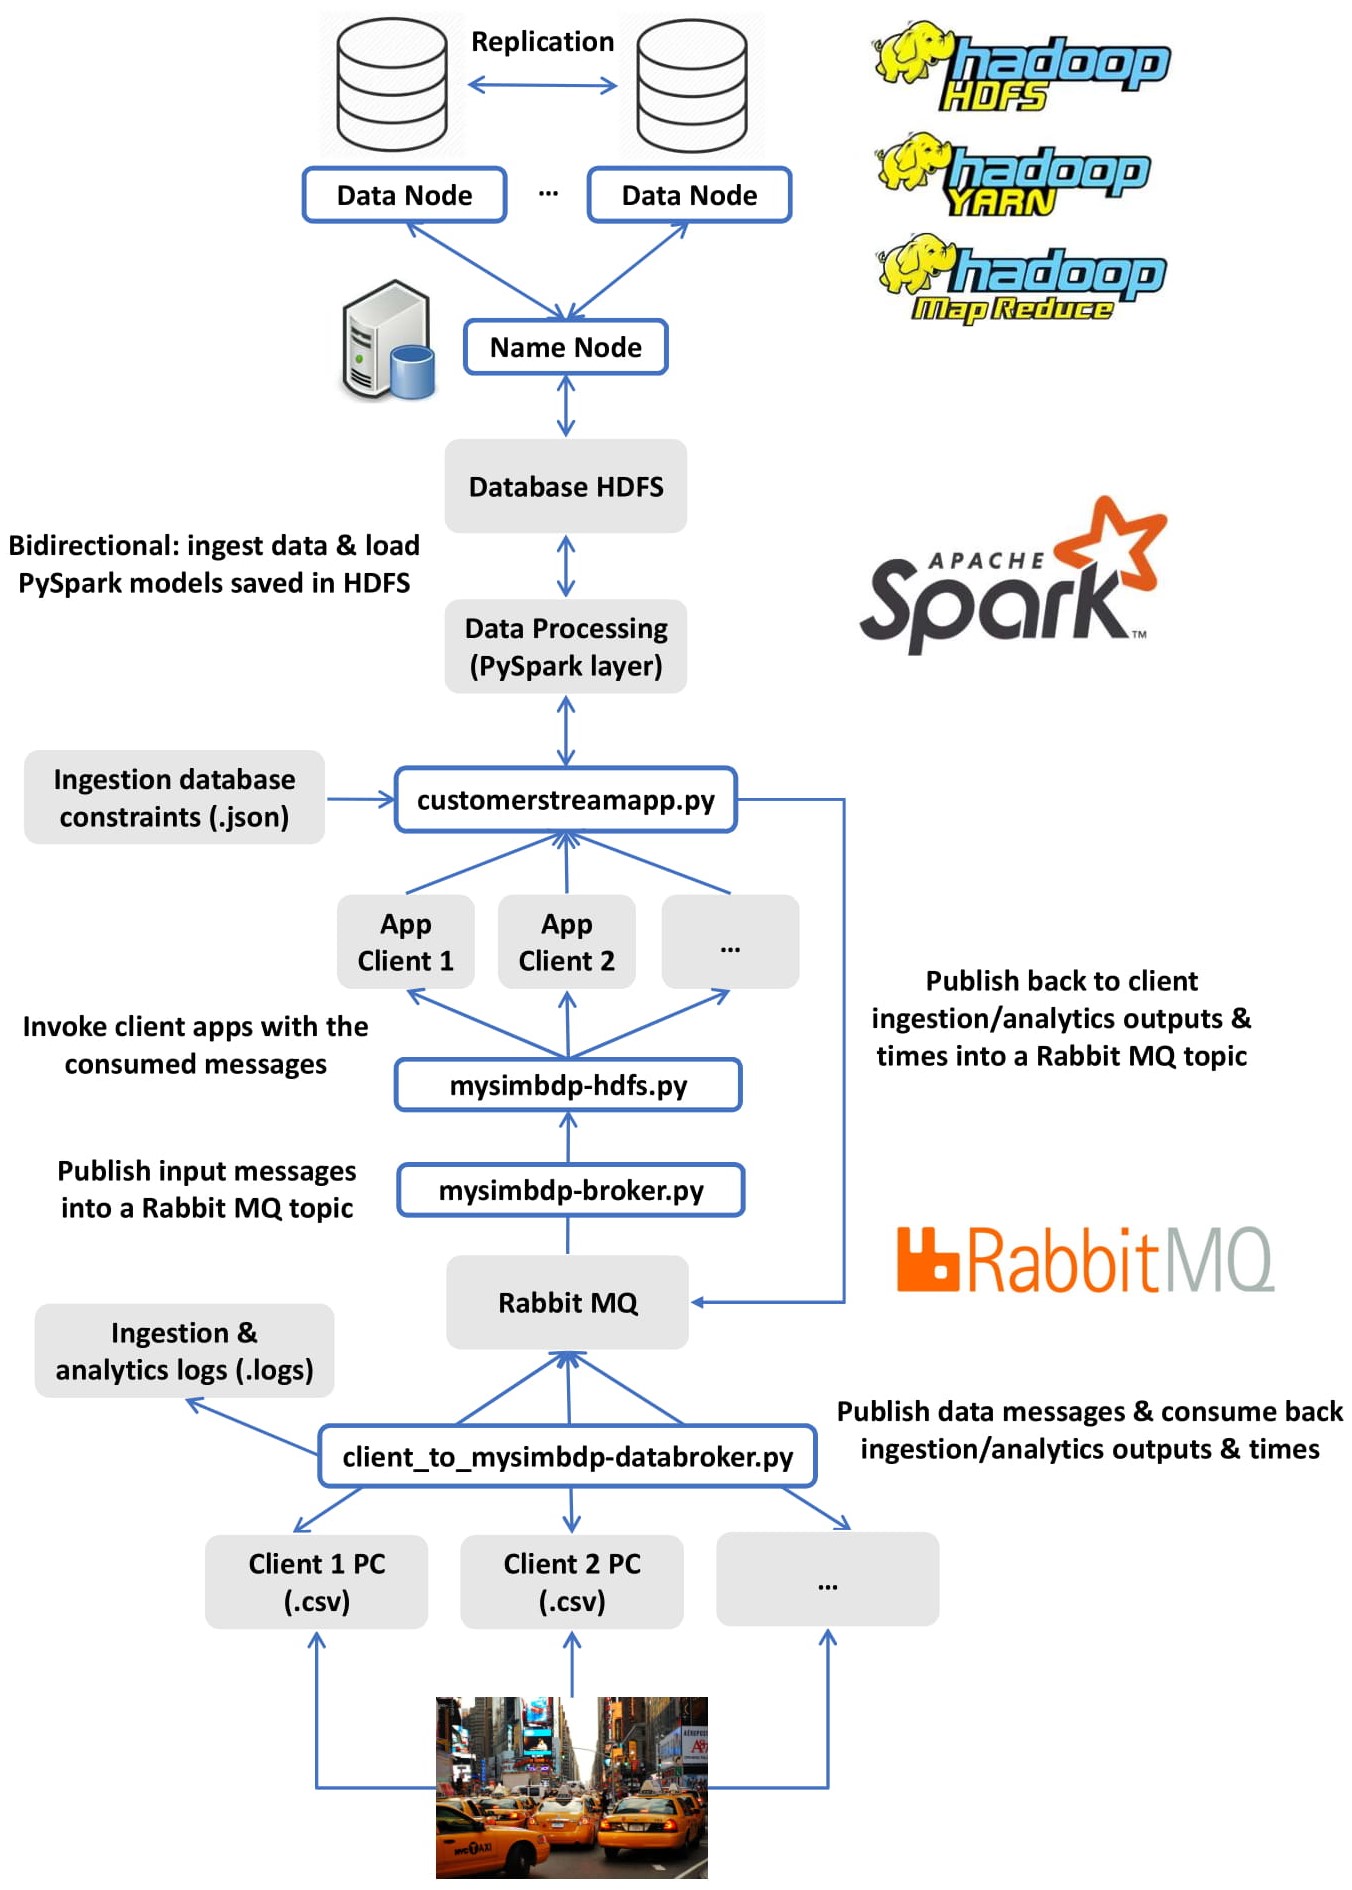 Replication
hadoop
HDFS
hadoop
YARN
hadoop
Map Reduce
Data Node
...
Data Node
Name Node
Database HDFS
Bidirectional: ingest data & load
PySpark models saved in HDFS
APACHE
Spark™
Data Processing
(PySpark layer)
Ingestion database
constraints (.json)
customerstreamapp.py
App
Client 1
App
Client 2
...
Publish back to client
ingestion/analytics outputs &
times into a Rabbit MQ topic
Invoke client apps with the
consumed messages
mysimbdp-hdfs.py
Publish input messages
into a Rabbit MQ topic
mysimbdp-broker.py
RabbitMQ
Rabbit MQ
Ingestion &
analytics logs (.logs)
Publish data messages & consume back
ingestion/analytics outputs & times
client_to_mysimbdp-databroker.py
Client 1 PC
(.csv)
Client 2 PC
(.csv)
...
NYC TAXI